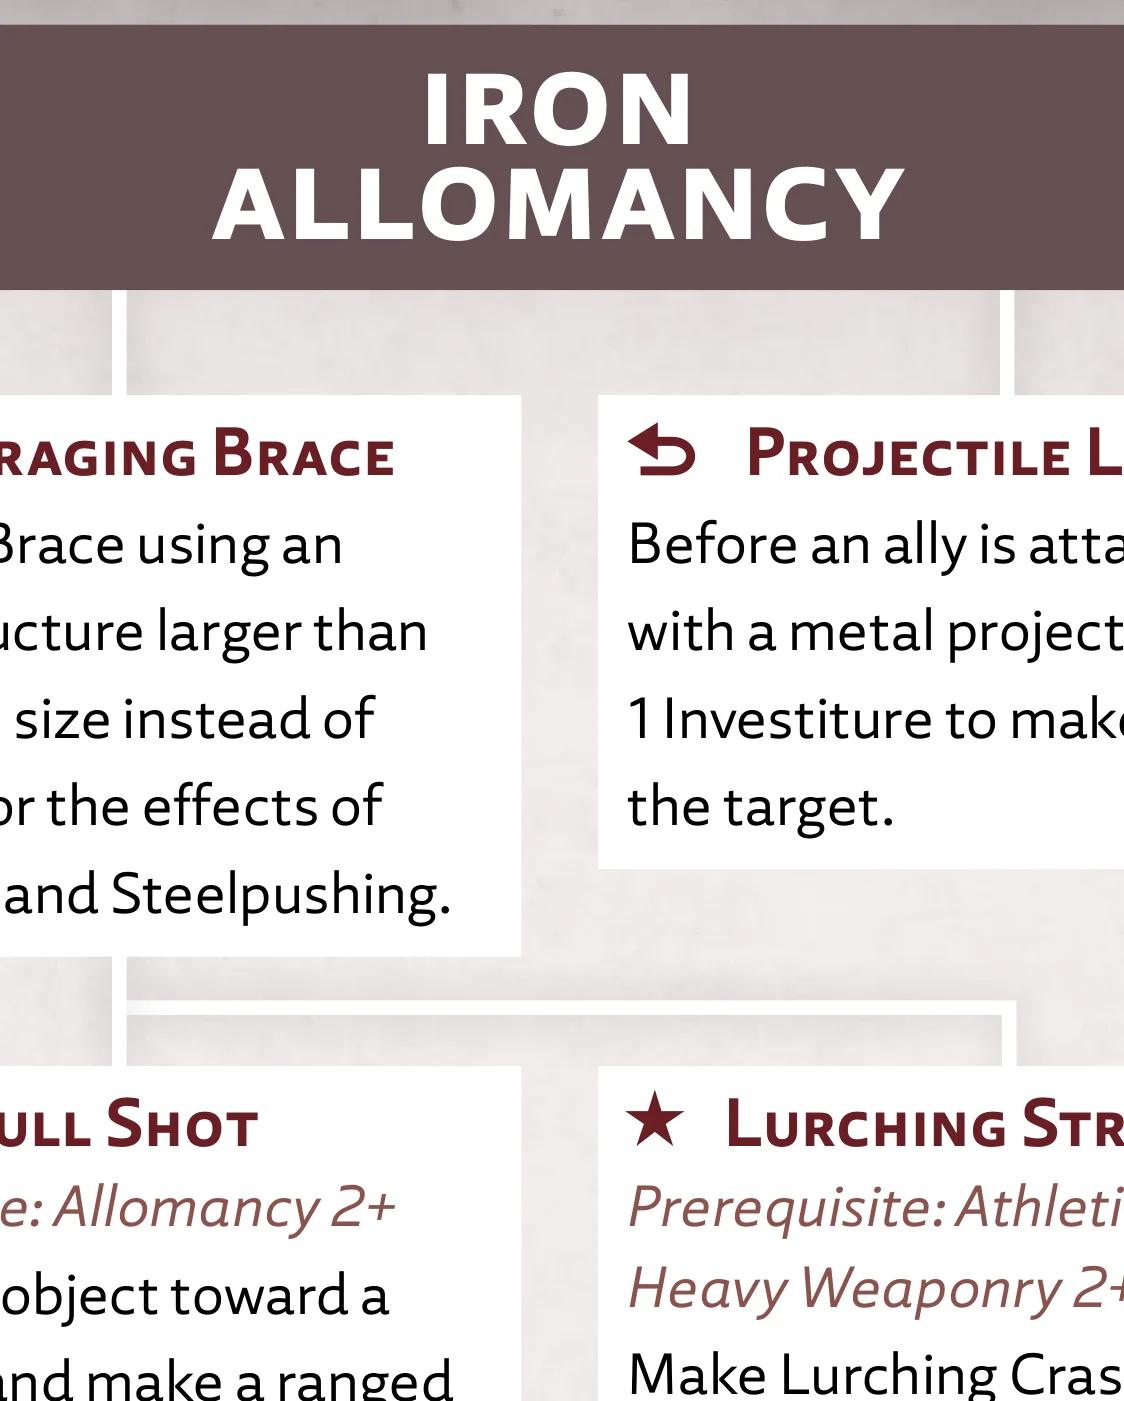 IRON
ALLOMANCY
RAGING BRACE
Brace using an
ucture larger than
size instead of
or the effects of
and Steelpushing.
PROJECTILE L
Before an ally is atta
with a metal project
1 Investiture to make
the target.
ULL SHOT
e: Allomancy 2+
object toward a
and make a ranged
LURCHING STR
Prerequisite: Athleti
Heavy Weaponry 2+
Make Lurching Cras